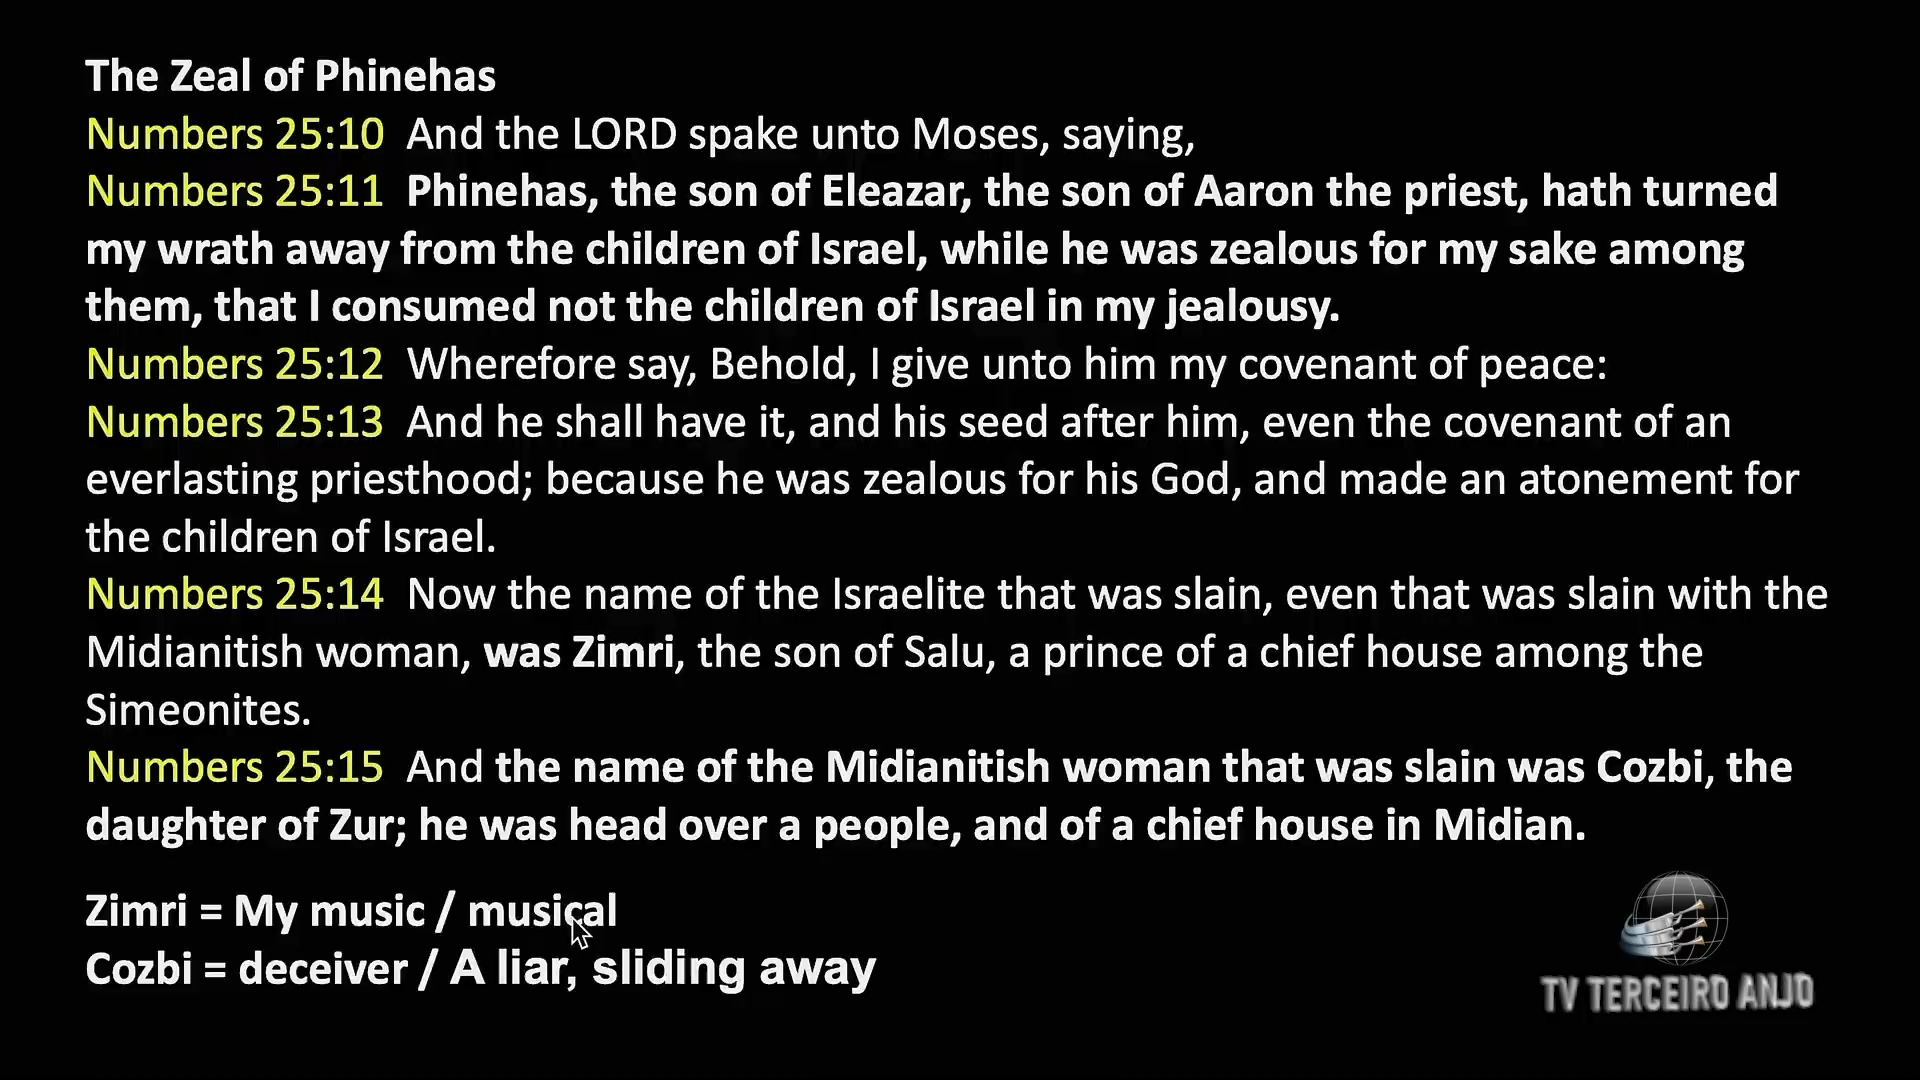 The Zeal of Phinehas
Numbers 25:10 And the LORD spake unto Moses, saying,
Numbers 25:11 Phinehas, the son of Eleazar, the son of Aaron the priest, hath turned
my wrath away from the children of Israel, while he was zealous for my sake among
them, that I consumed not the children of Israel in my jealousy.
Numbers 25:12 Wherefore say, Behold, I give unto him my covenant of peace:
Numbers 25:13 And he shall have it, and his seed after him, even the covenant of an
everlasting priesthood; because he was zealous for his God, and made an atonement for
the children of Israel.
Numbers 25:14 Now the name of the Israelite that was slain, even that was slain with the
Midianitish woman, was Zimri, the son of Salu, a prince of a chief house among the
Simeonites.
Numbers 25:15 And the name of the Midianitish woman that was slain was Cozbi, the
daughter of Zur; he was head over a people, and of a chief house in Midian.
Zimri = My music / musical
Cozbi = deceiver / A liar, sliding away
TV TERCEIRO ANJO